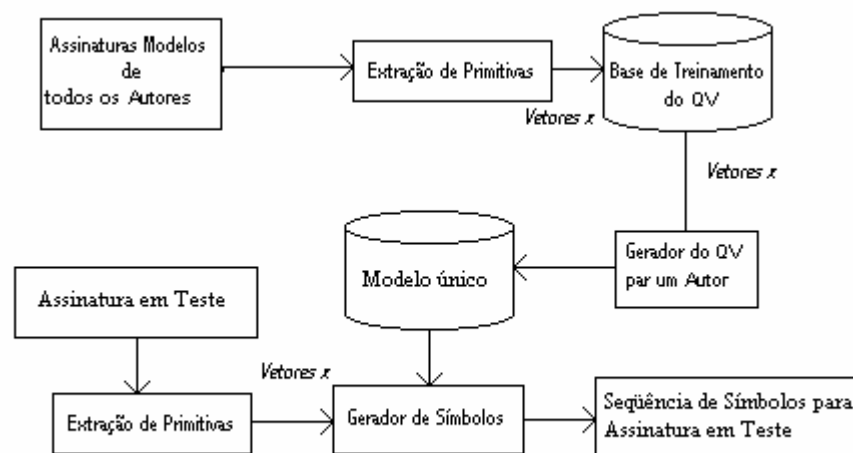 Assinaturas Modelos
de
todos os Autores
Extração de Primitivas
Base de Treinamento
do QV
Vetores x
Vetores x
Gerador do QV
par um Autor
Modelo único
Assinatura em Teste
Vetores x
Extração de Primitivas
Gerador de Símbolos
Seqüência de Símbolos para
Assinatura em Teste